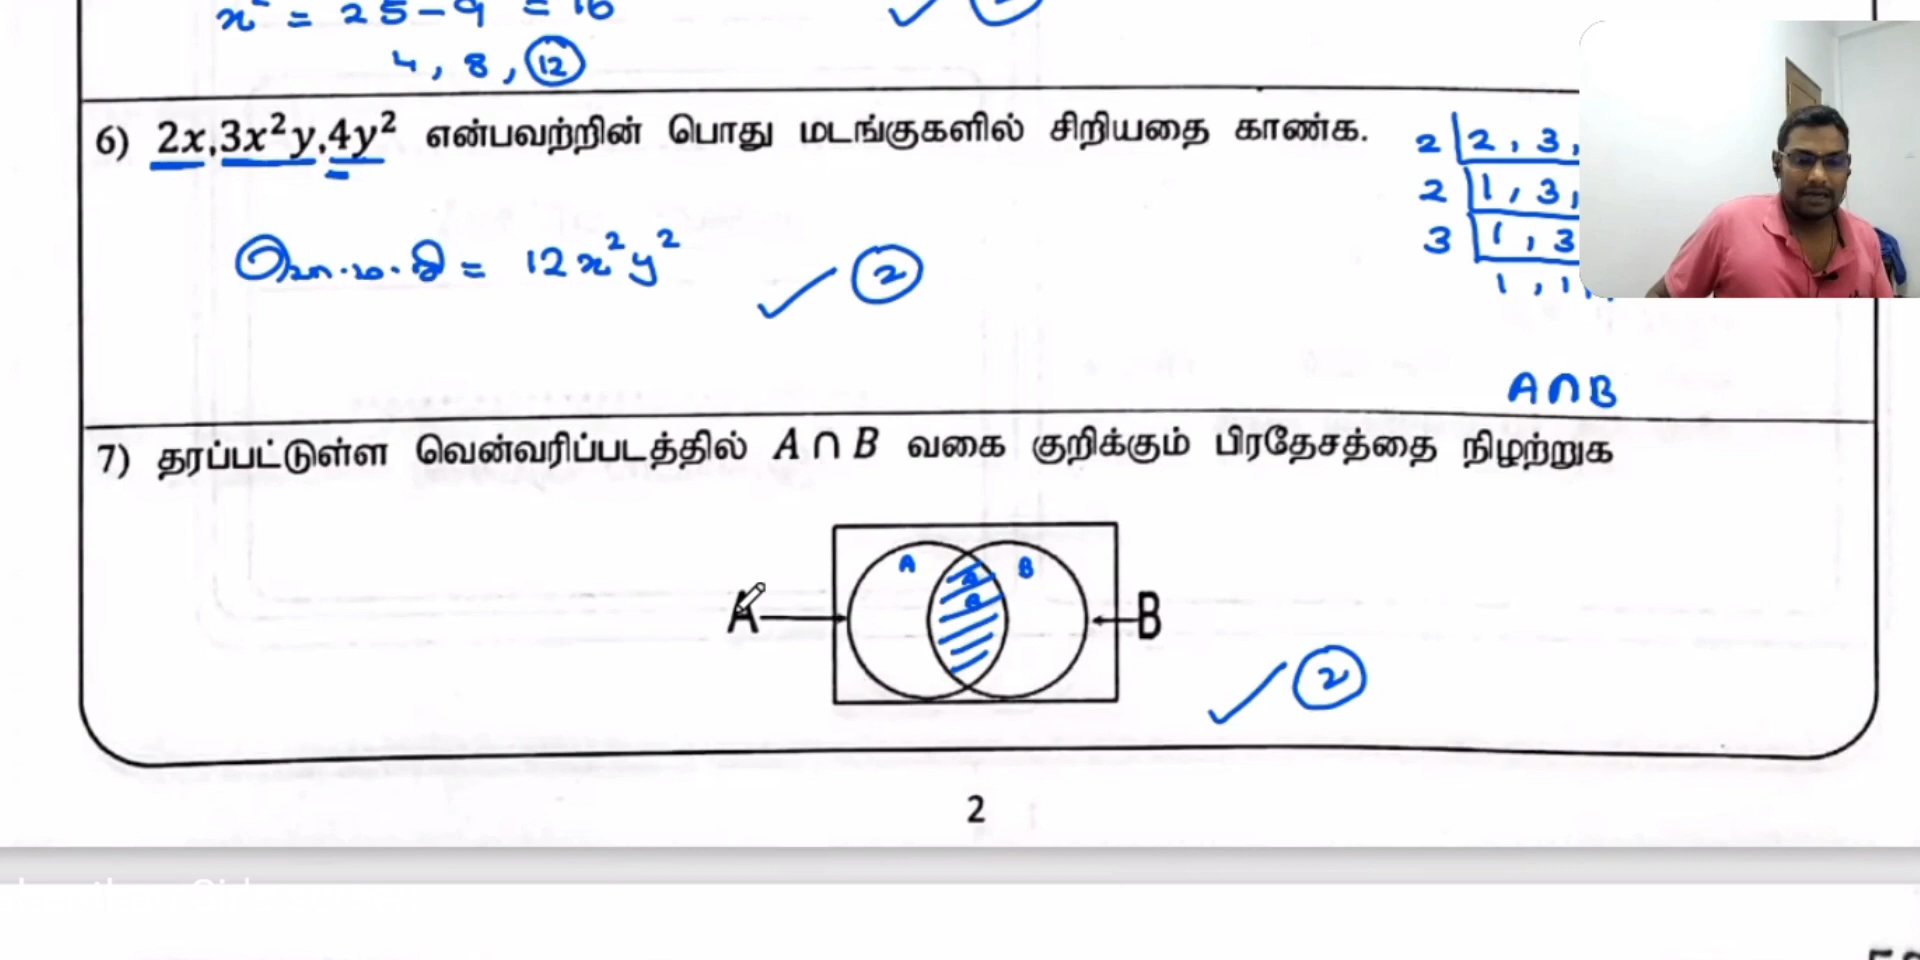 x² = 25 - 9 = 16
4, 8, 12
6) 2x,3x²y,4y² என்பவற்றின் பொது மடங்குகளில் சிறியதை காண்க.
2 | 2, 3,
2 | 1, 3,
3 | 1, 3
1, 1,
பொ.ம.சி = 12x²y²
2
A∩B
7) தரப்பட்டுள்ள வென்வரிப்படத்தில் A ∩ B வகை குறிக்கும் பிரதேசத்தை நிழற்றுக
A B
A B
2
2